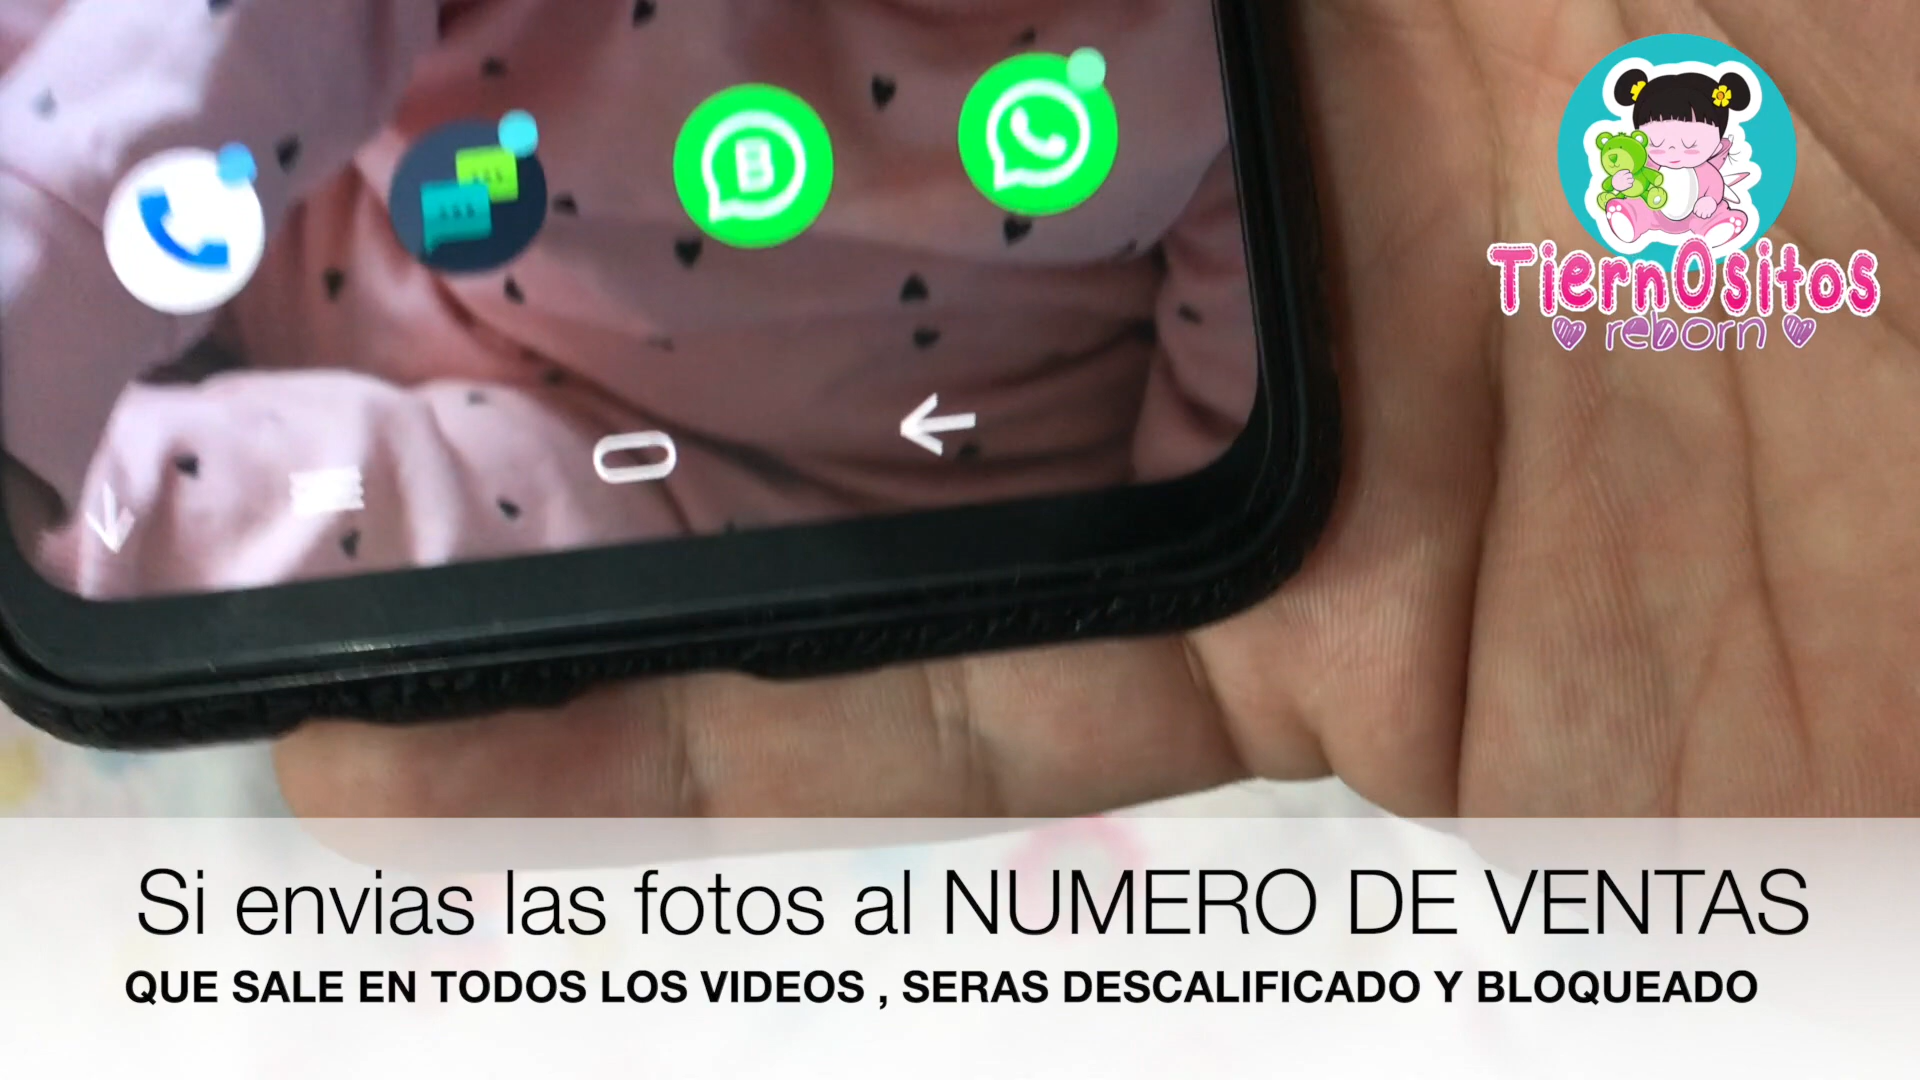 TiernOsitos
reborn
B
Si envias las fotos al NUMERO DE VENTAS
QUE SALE EN TODOS LOS VIDEOS , SERAS DESCALIFICADO Y BLOQUEADO